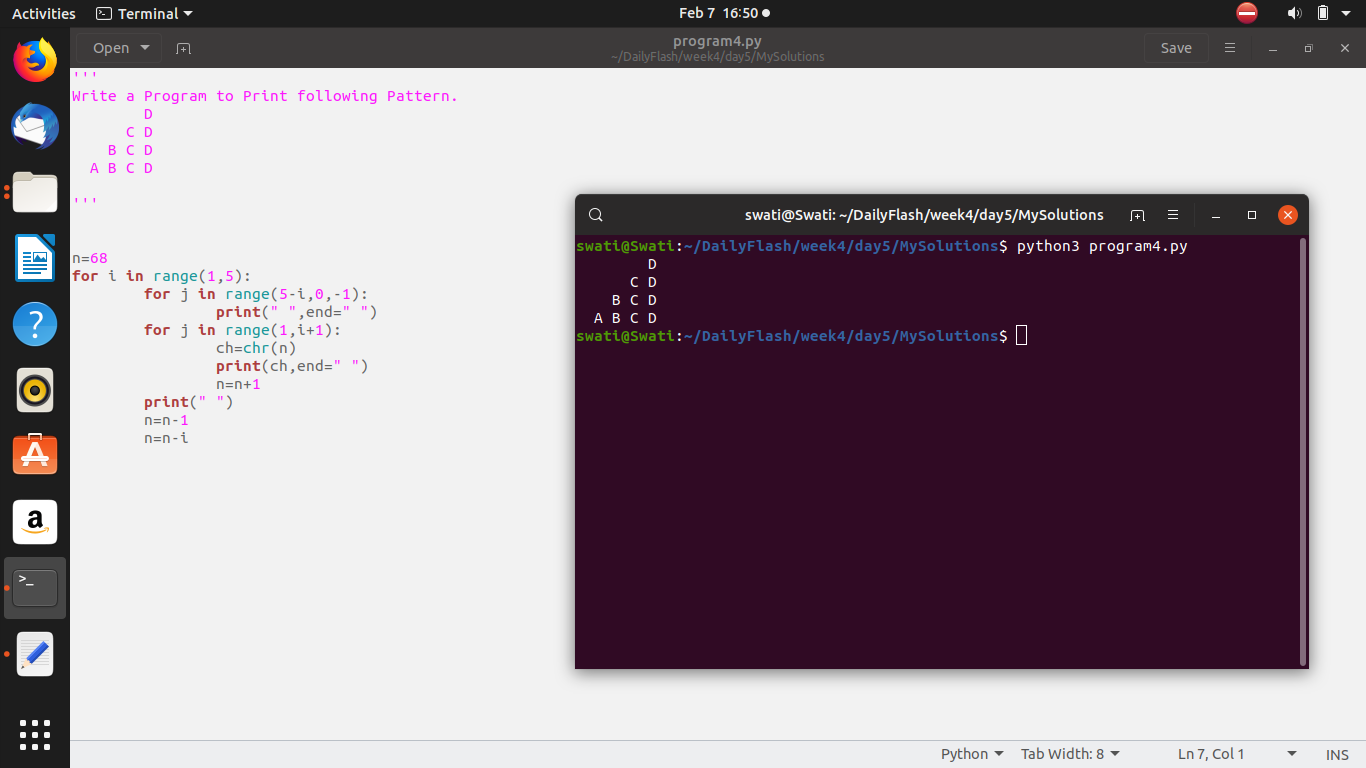 Activities Terminal Feb 7 16:50
Open program4.py Save
~/DailyFlash/week4/day5/MySolutions
'''
Write a Program to Print following Pattern.
        D
      C D
    B C D
  A B C D
'''
n=68
for i in range(1,5):
        for j in range(5-i,0,-1):
                print(" ",end=" ")
        for j in range(1,i+1):
                ch=chr(n)
                print(ch,end=" ")
                n=n+1
        print(" ")
        n=n-1
        n=n-i
swati@Swati: ~/DailyFlash/week4/day5/MySolutions
swati@Swati:~/DailyFlash/week4/day5/MySolutions$ python3 program4.py
        D
      C D
    B C D
  A B C D
swati@Swati:~/DailyFlash/week4/day5/MySolutions$
?
a
>_
Python Tab Width: 8 Ln 7, Col 1 INS